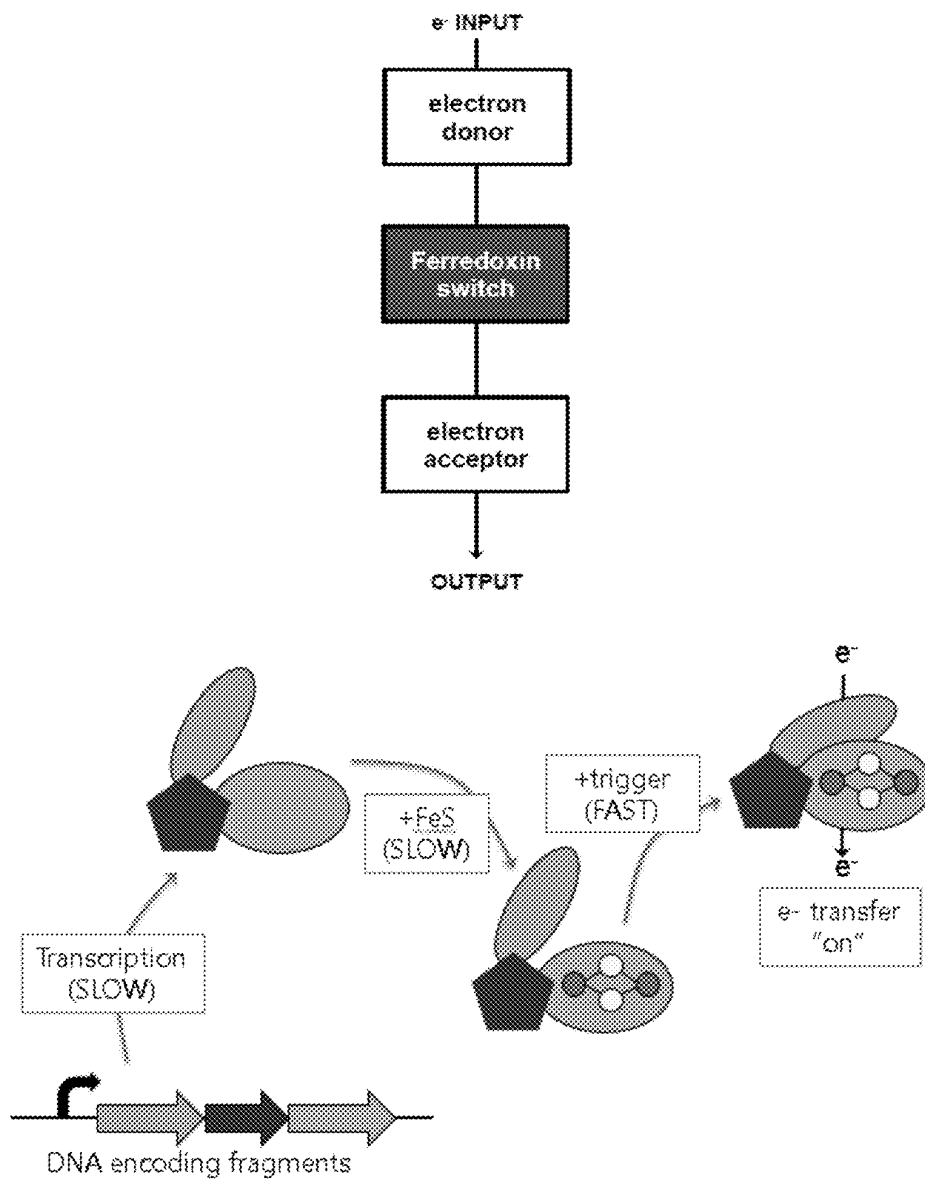 e- INPUT
electron
donor
Ferredoxin
switch
electron
acceptor
OUTPUT
e-
+trigger
(FAST)
+FeS
(SLOW)
e-
e- transfer
"on"
Transcription
(SLOW)
DNA encoding fragments